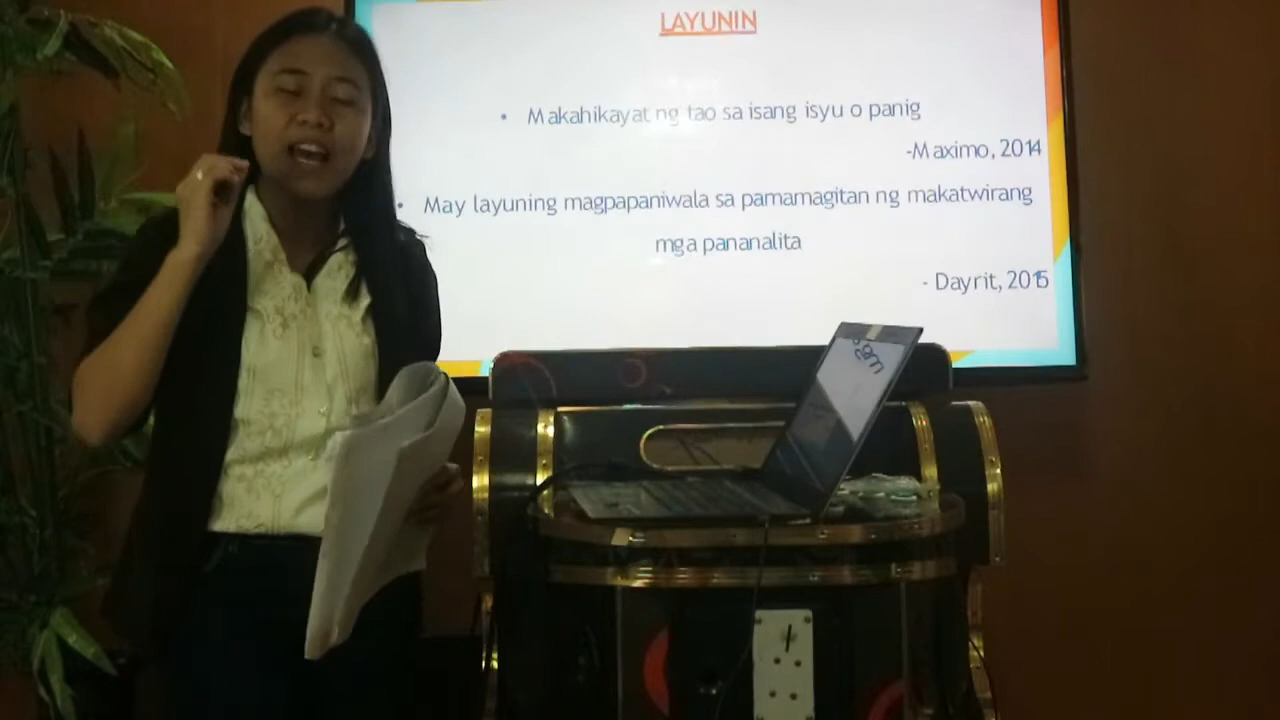 LAYUNIN
• Makahikayat ng tao sa isang isyu o panig
-Maximo, 2014
• May layuning magpapaniwala sa pamamagitan ng makatwirang
mga pananalita
- Dayrit, 2015